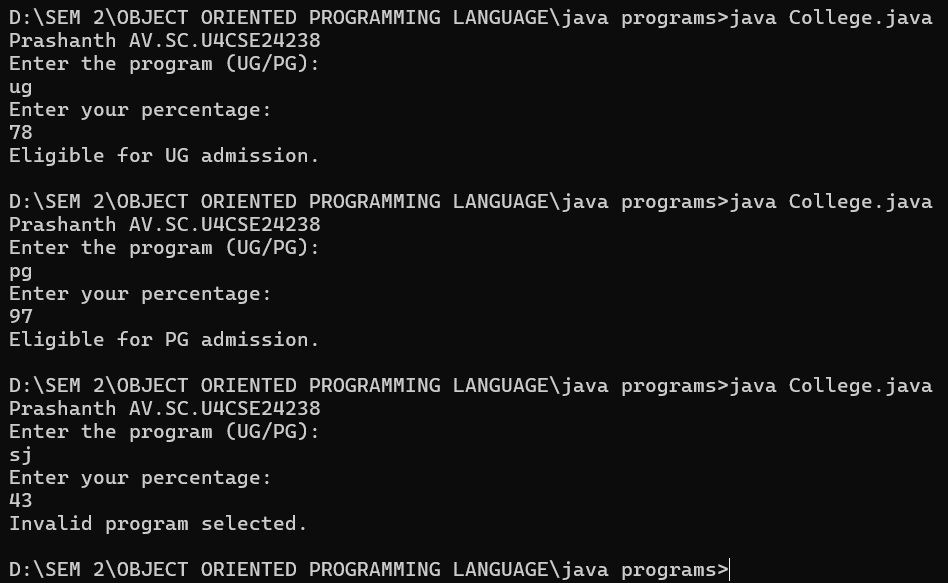 D:\SEM 2\OBJECT ORIENTED PROGRAMMING LANGUAGE\java programs>java College.java
Prashanth AV.SC.U4CSE24238
Enter the program (UG/PG):
ug
Enter your percentage:
78
Eligible for UG admission.
D:\SEM 2\OBJECT ORIENTED PROGRAMMING LANGUAGE\java programs>java College.java
Prashanth AV.SC.U4CSE24238
Enter the program (UG/PG):
pg
Enter your percentage:
97
Eligible for PG admission.
D:\SEM 2\OBJECT ORIENTED PROGRAMMING LANGUAGE\java programs>java College.java
Prashanth AV.SC.U4CSE24238
Enter the program (UG/PG):
sj
Enter your percentage:
43
Invalid program selected.
D:\SEM 2\OBJECT ORIENTED PROGRAMMING LANGUAGE\java programs>